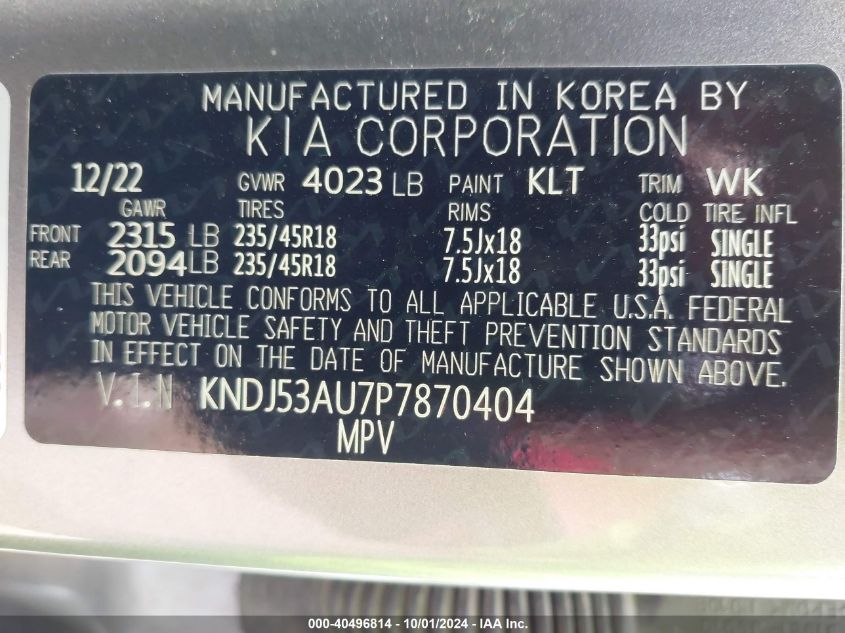 MANUFACTURED IN KOREA BY
KIA CORPORATION
12/22 GVWR 4023 LB PAINT KLT TRIM WK
GAWR TIRES RIMS COLD TIRE INFL
FRONT 2315 LB 235/45R18 7.5Jx18 33psi SINGLE
REAR 2094 LB 235/45R18 7.5Jx18 33psi SINGLE
THIS VEHICLE CONFORMS TO ALL APPLICABLE U.S.A. FEDERAL
MOTOR VEHICLE SAFETY AND THEFT PREVENTION STANDARDS
IN EFFECT ON THE DATE OF MANUFACTURE SHOWN ABOVE.
V.I.N KNDJ53AU7P7870404
MPV
000-40496814 - 10/01/2024 - IAA Inc.